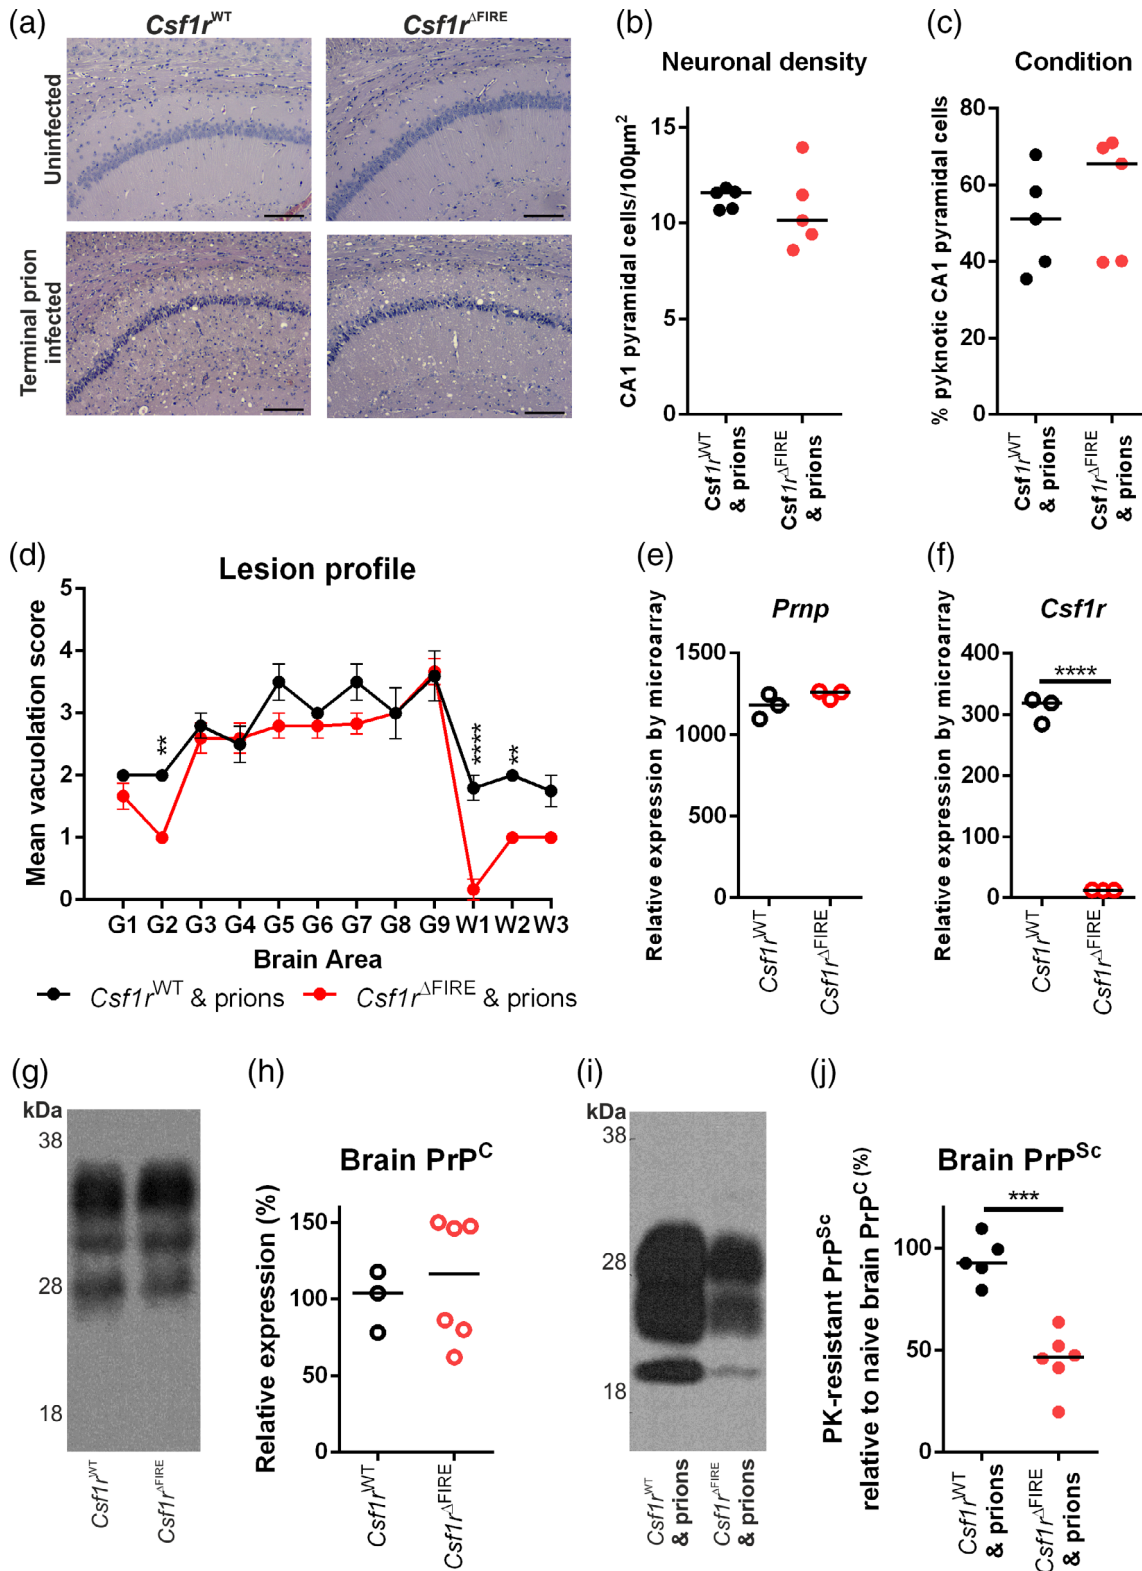 (a)
Csf1rWT
Csf1rΔFIRE
Uninfected
Terminal prion
infected
(b)
Neuronal density
CA1 pyramidal cells/100µm²
15
10
5
0
Csf1rWT
& prions
Csf1rΔFIRE
& prions
(c)
Condition
% pyknotic CA1 pyramidal cells
80
60
40
20
0
Csf1rWT
& prions
Csf1rΔFIRE
& prions
(d)
Lesion profile
Mean vacuolation score
5
4
3
2
1
0
**
****
**
G1 G2 G3 G4 G5 G6 G7 G8 G9 W1 W2 W3
Brain Area
Csf1rWT & prions
Csf1rΔFIRE & prions
(e)
Prnp
Relative expression by microarray
1500
1000
500
0
Csf1rWT
Csf1rΔFIRE
(f)
Csf1r
Relative expression by microarray
400
300
200
100
0
****
Csf1rWT
Csf1rΔFIRE
(g)
kDa
38
28
18
Csf1rWT
Csf1rΔFIRE
(h)
Brain PrPC
Relative expression (%)
150
100
50
0
Csf1rWT
Csf1rΔFIRE
(i)
kDa
38
28
18
Csf1rWT
& prions
Csf1rΔFIRE
& prions
(j)
Brain PrPSc
PK-resistant PrPSc
relative to naive brain PrPC (%)
100
50
0
***
Csf1rWT
& prions
Csf1rΔFIRE
& prions